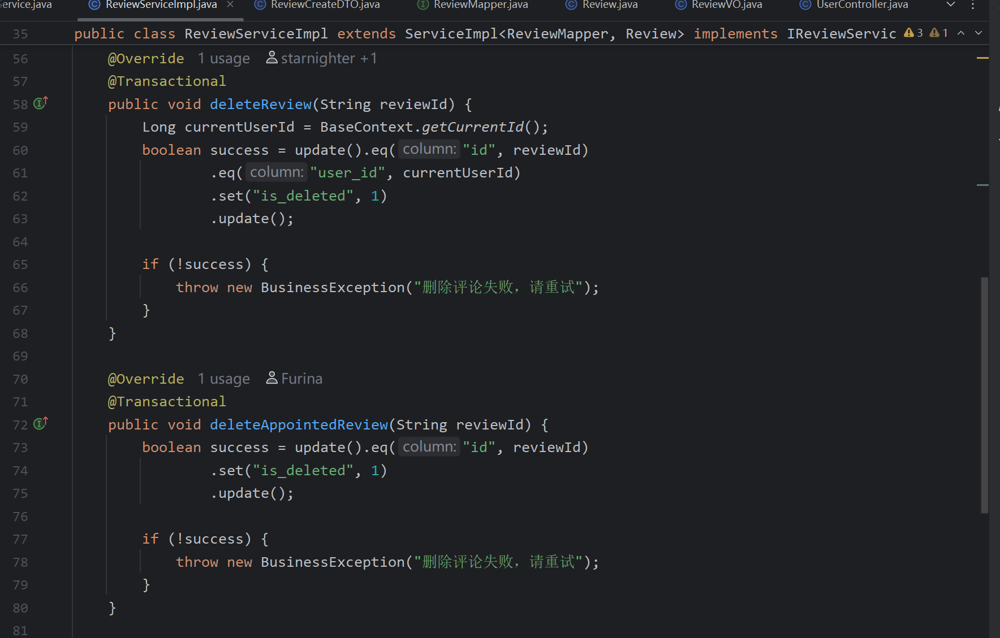 ervice.java ReviewServiceImpl.java ReviewCreateDTO.java ReviewMapper.java Review.java ReviewVO.java UserController.java
35 public class ReviewServiceImpl extends ServiceImpl<ReviewMapper, Review> implements IReviewServic 3 1
56 @Override 1 usage starnighter +1
57 @Transactional
58 public void deleteReview(String reviewId) {
59 Long currentUserId = BaseContext.getCurrentId();
60 boolean success = update().eq( column: "id", reviewId)
61 .eq( column: "user_id", currentUserId)
62 .set("is_deleted", 1)
63 .update();
64
65 if (!success) {
66 throw new BusinessException("删除评论失败，请重试");
67 }
68 }
69
70 @Override 1 usage Furina
71 @Transactional
72 public void deleteAppointedReview(String reviewId) {
73 boolean success = update().eq( column: "id", reviewId)
74 .set("is_deleted", 1)
75 .update();
76
77 if (!success) {
78 throw new BusinessException("删除评论失败，请重试");
79 }
80 }
81